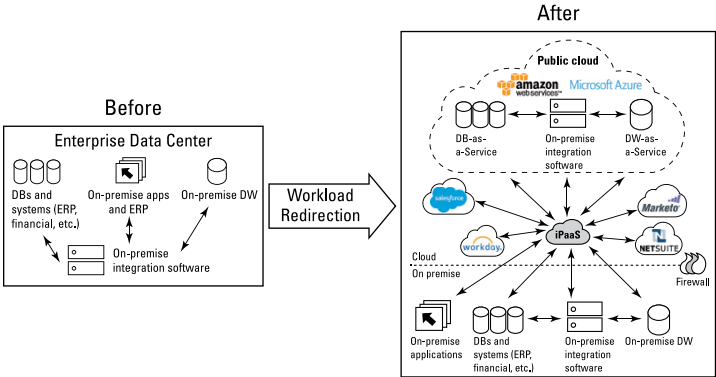 Before
Enterprise Data Center
DBs and
systems (ERP,
financial, etc.)
On-premise apps
and ERP
On-premise DW
On-premise
integration software
Workload
Redirection
After
Public cloud
amazon
webservices™
Microsoft Azure
DB-as-
a-Service
On-premise
integration
software
DW-as-
a-Service
salesforce
Marketo
iPaaS
workday.
N
NETSUITE
Cloud
On premise
Firewall
On-premise
applications
DBs and
systems (ERP,
financial, etc.)
On-premise
integration
software
On-premise DW